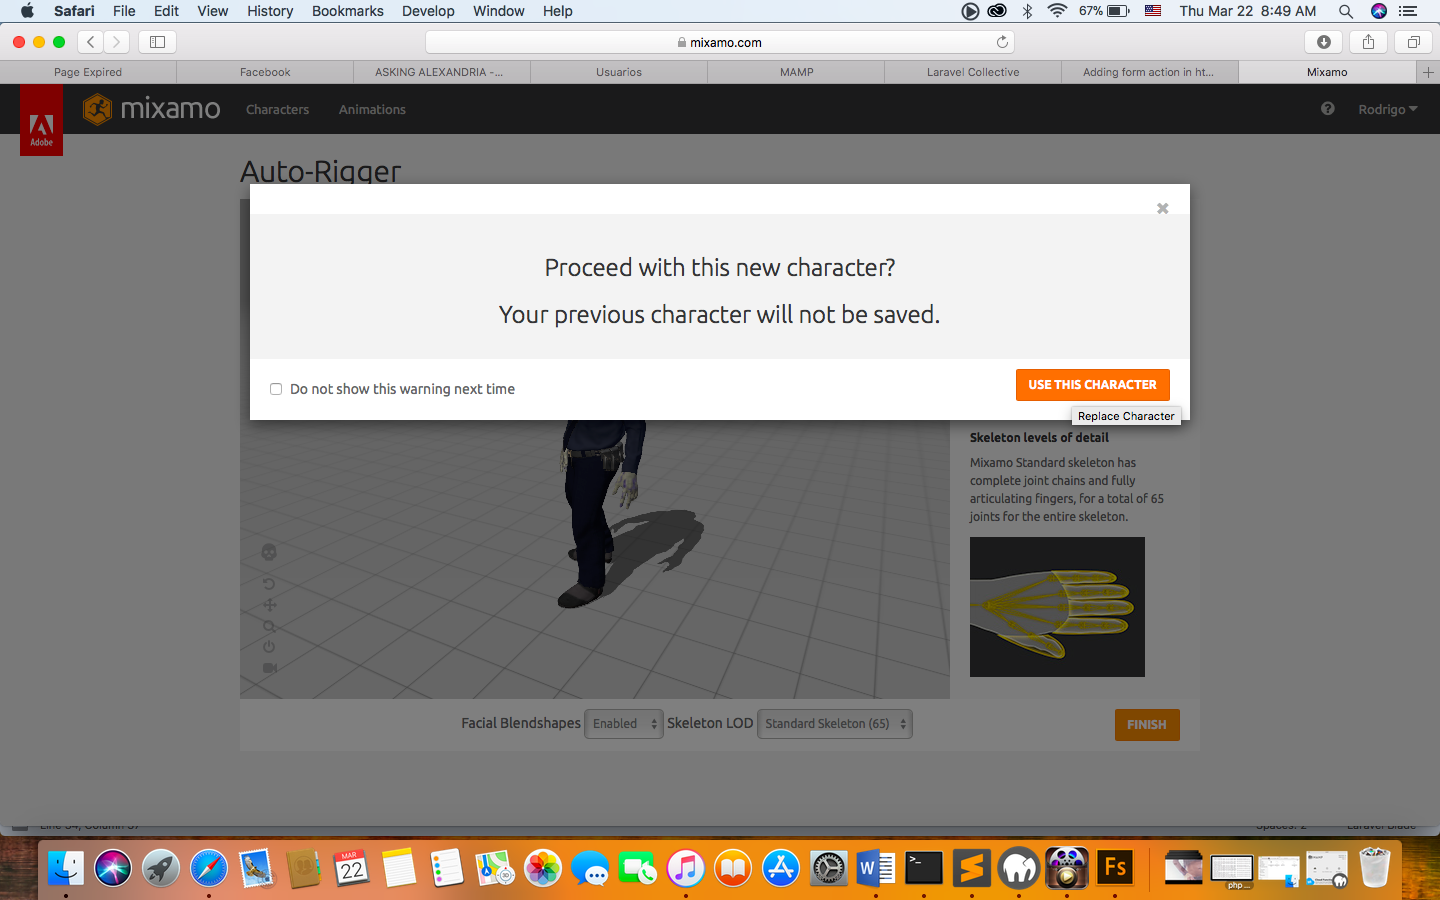 Safari File Edit View History Bookmarks Develop Window Help 67% Thu Mar 22 8:49 AM
mixamo.com
Page Expired Facebook ASKING ALEXANDRIA -... Usuarios MAMP Laravel Collective Adding form action in ht... Mixamo
Adobe mixamo Characters Animations Rodrigo
Auto-Rigger
Proceed with this new character?
Your previous character will not be saved.
Do not show this warning next time USE THIS CHARACTER
Replace Character
Skeleton levels of detail
Mixamo Standard skeleton has
complete joint chains and fully
articulating fingers, for a total of 65
joints for the entire skeleton.
Facial Blendshapes Enabled Skeleton LOD Standard Skeleton (65) FINISH
MAR
22
W
Fs
php ...